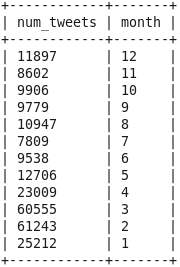 +------------+-------+
| num_tweets | month |
+------------+-------+
| 11897      | 12    |
| 8602       | 11    |
| 9906       | 10    |
| 9779       | 9     |
| 10947      | 8     |
| 7809       | 7     |
| 9538       | 6     |
| 12706      | 5     |
| 23009      | 4     |
| 60555      | 3     |
| 61243      | 2     |
| 25212      | 1     |
+------------+-------+